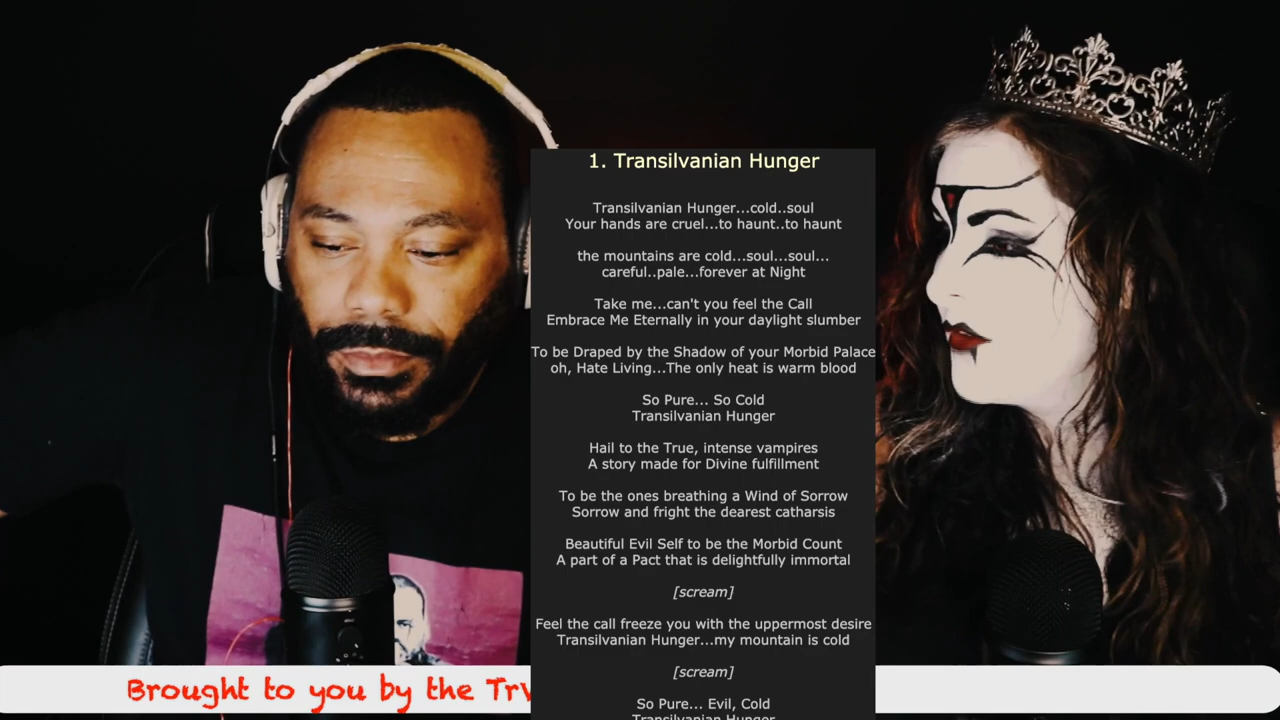 1. Transilvanian Hunger
Transilvanian Hunger...cold..soul
Your hands are cruel...to haunt..to haunt
the mountains are cold...soul...soul...
careful..pale...forever at Night
Take me...can't you feel the Call
Embrace Me Eternally in your daylight slumber
To be Draped by the Shadow of your Morbid Palace
oh, Hate Living...The only heat is warm blood
So Pure... So Cold
Transilvanian Hunger
Hail to the True, intense vampires
A story made for Divine fulfillment
To be the ones breathing a Wind of Sorrow
Sorrow and fright the dearest catharsis
Beautiful Evil Self to be the Morbid Count
A part of a Pact that is delightfully immortal
[scream]
Feel the call freeze you with the uppermost desire
Transilvanian Hunger...my mountain is cold
[scream]
So Pure... Evil, Cold
Transilvanian Hunger
Brought to you by the Trv